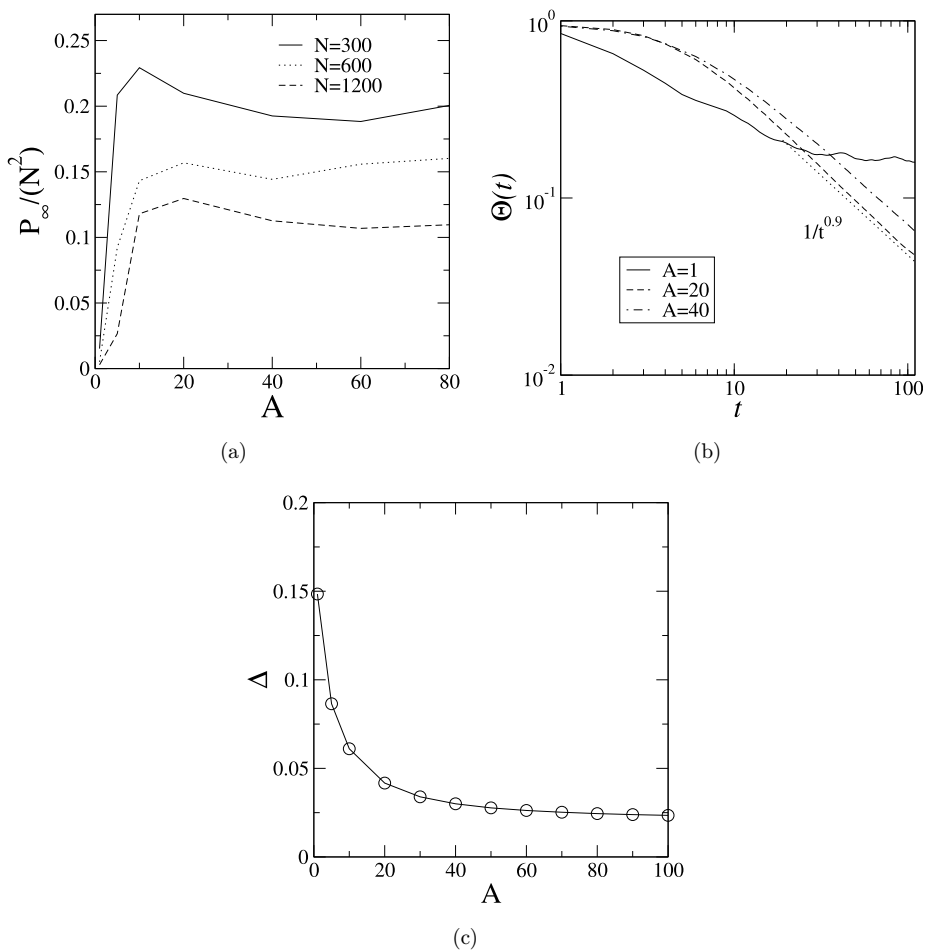 0.25
0.2
0.15
0.1
0.05
0
0 20 40 60 80
P∞/(N²)
A
N=300
N=600
N=1200
(a)
10⁰
10⁻¹
10⁻²
1 10 100
Θ(t)
t
1/t^0.9
A=1
A=20
A=40
(b)
0.2
0.15
0.1
0.05
0
0 20 40 60 80 100
Δ
A
(c)